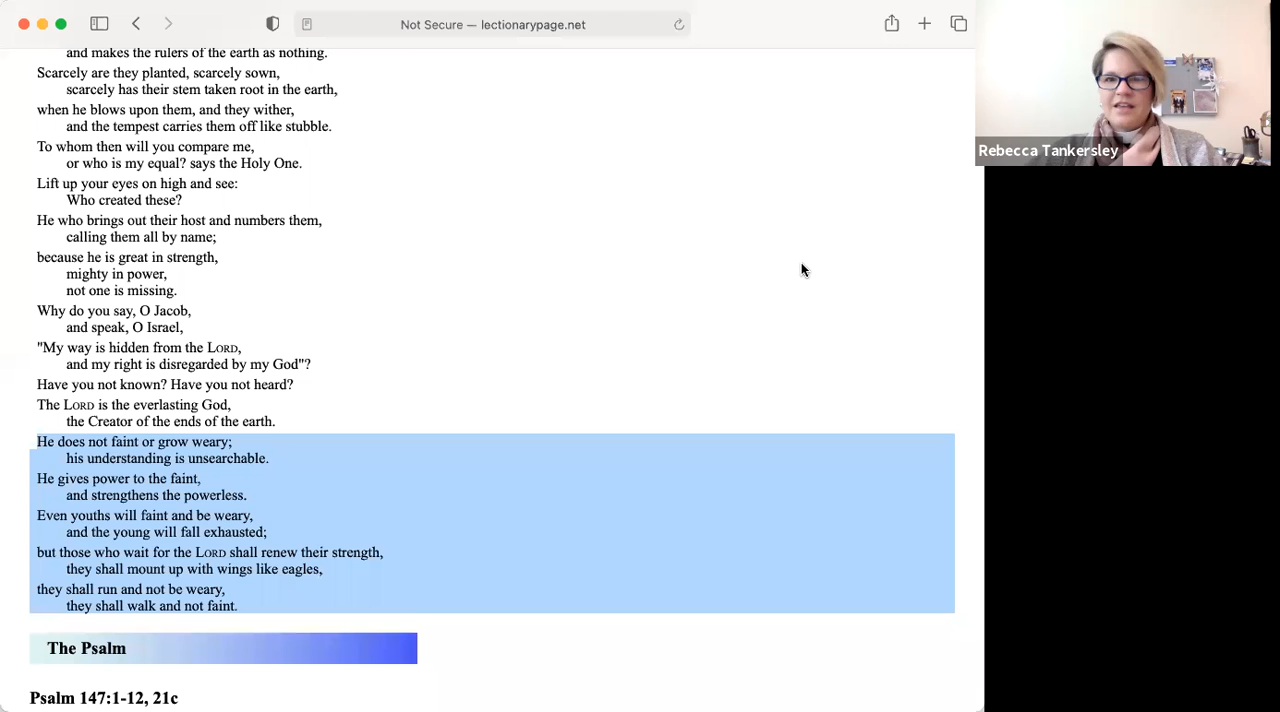 Not Secure — lectionarypage.net
and makes the rulers of the earth as nothing.
Scarcely are they planted, scarcely sown,
scarcely has their stem taken root in the earth,
when he blows upon them, and they wither,
and the tempest carries them off like stubble.
To whom then will you compare me,
or who is my equal? says the Holy One.
Lift up your eyes on high and see:
Who created these?
He who brings out their host and numbers them,
calling them all by name;
because he is great in strength,
mighty in power,
not one is missing.
Why do you say, O Jacob,
and speak, O Israel,
"My way is hidden from the LORD,
and my right is disregarded by my God"?
Have you not known? Have you not heard?
The LORD is the everlasting God,
the Creator of the ends of the earth.
He does not faint or grow weary;
his understanding is unsearchable.
He gives power to the faint,
and strengthens the powerless.
Even youths will faint and be weary,
and the young will fall exhausted;
but those who wait for the LORD shall renew their strength,
they shall mount up with wings like eagles,
they shall run and not be weary,
they shall walk and not faint.
The Psalm
Psalm 147:1-12, 21c
Rebecca Tankersley